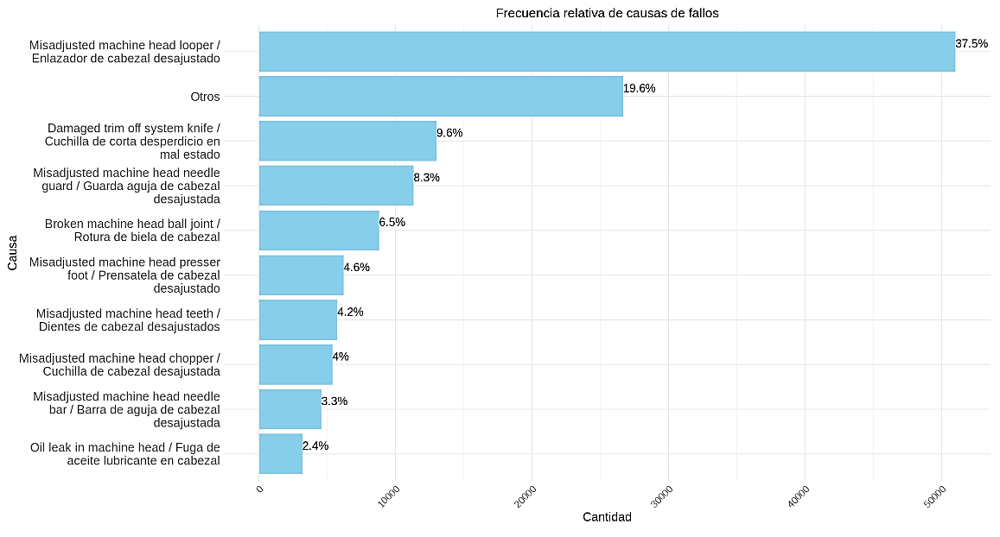 Frecuencia relativa de causas de fallos
Misadjusted machine head looper /
Enlazador de cabezal desajustado
37.5%
Otros
19.6%
Damaged trim off system knife /
Cuchilla de corta desperdicio en
mal estado
9.6%
Misadjusted machine head needle
guard / Guarda aguja de cabezal
desajustada
8.3%
Broken machine head ball joint /
Rotura de biela de cabezal
6.5%
Misadjusted machine head presser
foot / Prensatela de cabezal
desajustado
4.6%
Misadjusted machine head teeth /
Dientes de cabezal desajustados
4.2%
Misadjusted machine head chopper /
Cuchilla de cabezal desajustada
4%
Misadjusted machine head needle
bar / Barra de aguja de cabezal
desajustada
3.3%
Oil leak in machine head / Fuga de
aceite lubricante en cabezal
2.4%
Causa
0
10000
20000
30000
40000
50000
Cantidad